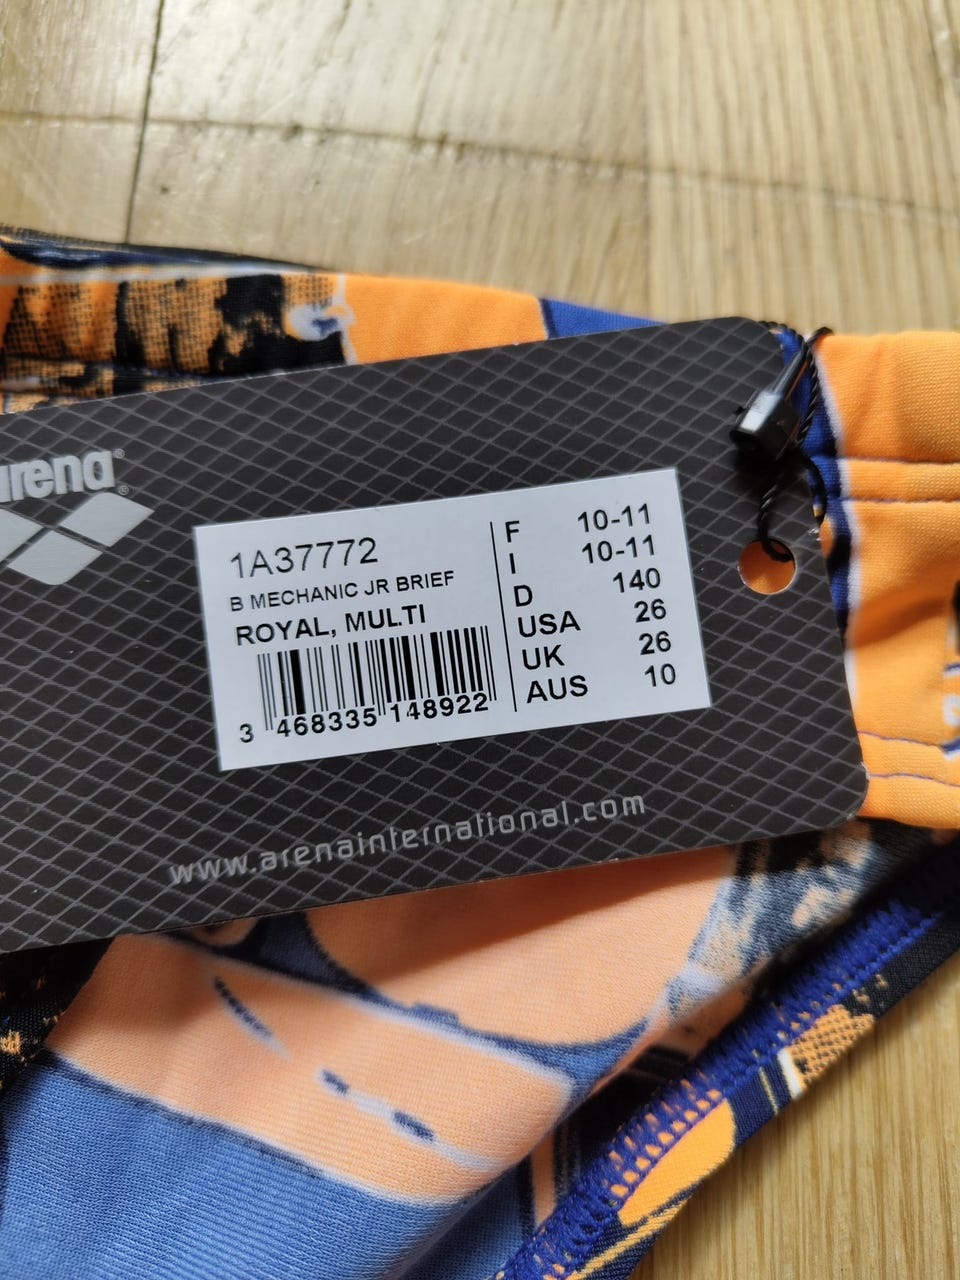 arena®
1A37772
B MECHANIC JR BRIEF
ROYAL, MULTI
3 468335 148922
F 10-11
I 10-11
D 140
USA 26
UK 26
AUS 10
www.arenainternational.com